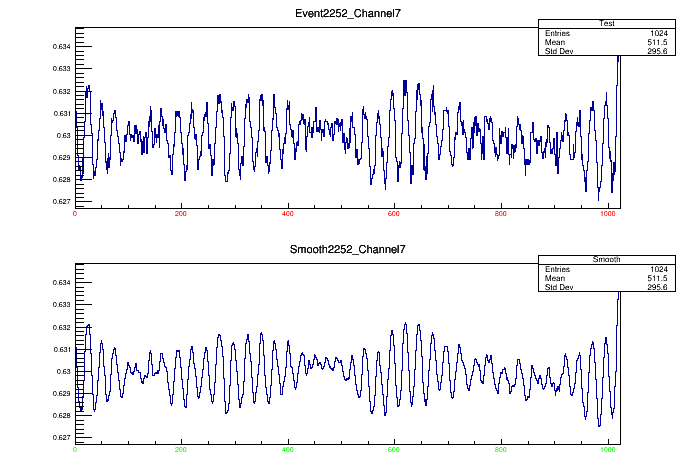 Event2252_Channel7
Test
Entries 1024
Mean 511.5
Std Dev 295.6
0.634
0.633
0.632
0.631
0.63
0.629
0.628
0.627
0 200 400 600 800 1000
Smooth2252_Channel7
Smooth
Entries 1024
Mean 511.5
Std Dev 295.6
0.634
0.633
0.632
0.631
0.63
0.629
0.628
0.627
0 200 400 600 800 1000